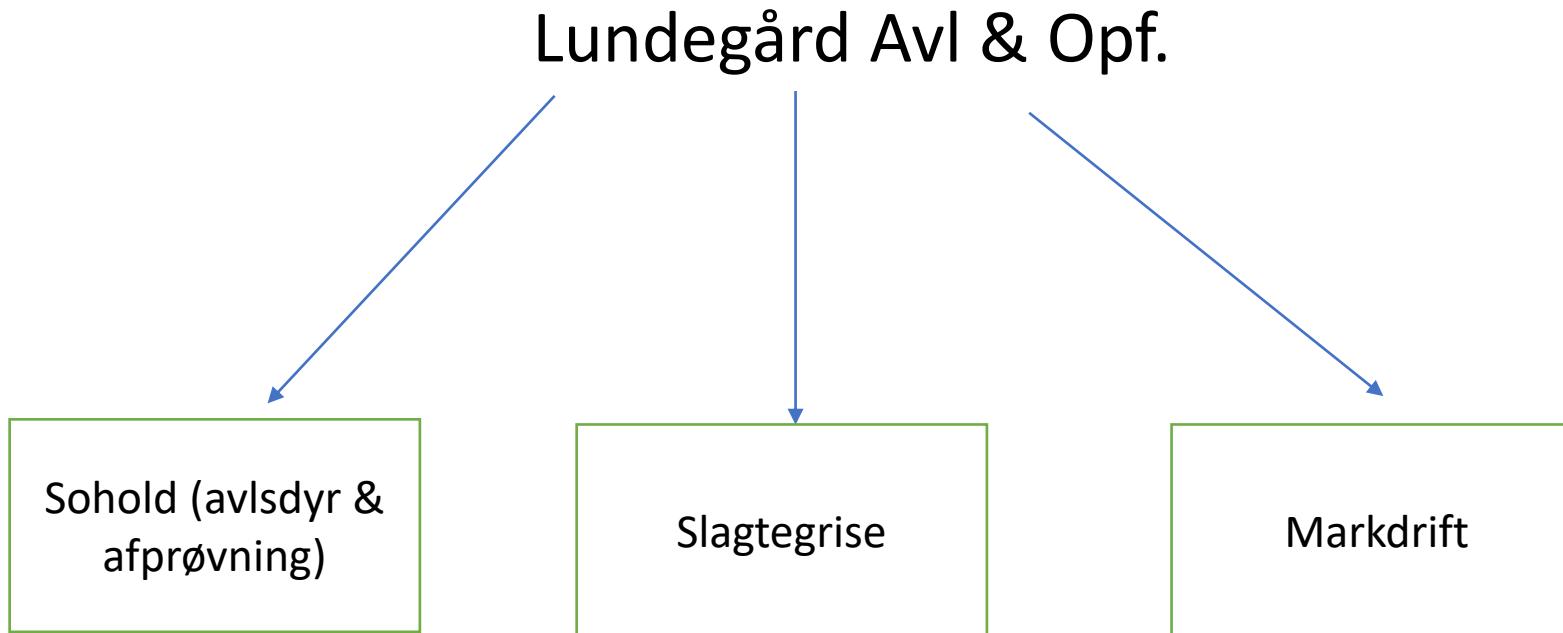 Lundegård Avl & Opf.
Sohold (avlsdyr &
afprøvning)
Slagtegrise
Markdrift